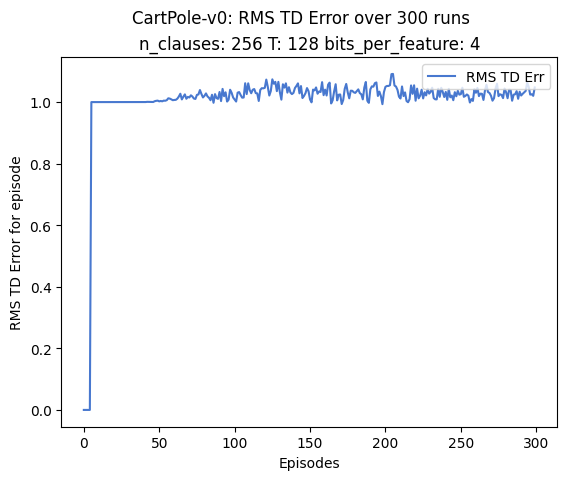 CartPole-v0: RMS TD Error over 300 runs
n_clauses: 256 T: 128 bits_per_feature: 4
RMS TD Err
RMS TD Error for episode
1.0
0.8
0.6
0.4
0.2
0.0
0
50
100
150
200
250
300
Episodes